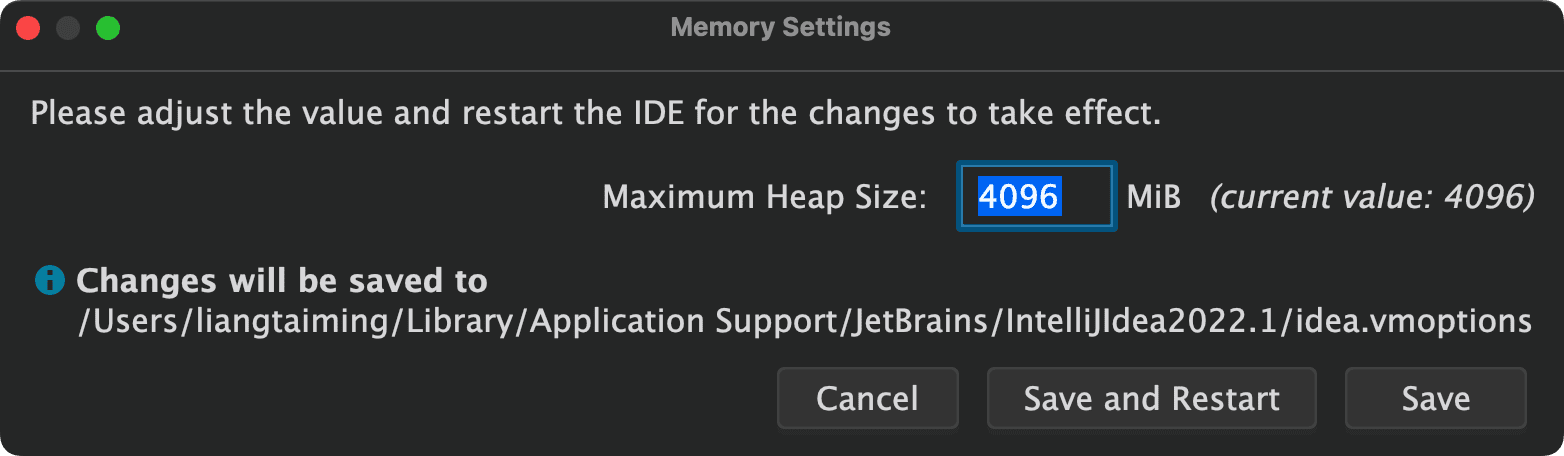 Memory Settings
Please adjust the value and restart the IDE for the changes to take effect.
Maximum Heap Size: 4096 MiB (current value: 4096)
Changes will be saved to
/Users/liangtaiming/Library/Application Support/JetBrains/IntelliJIdea2022.1/idea.vmoptions
Cancel Save and Restart Save